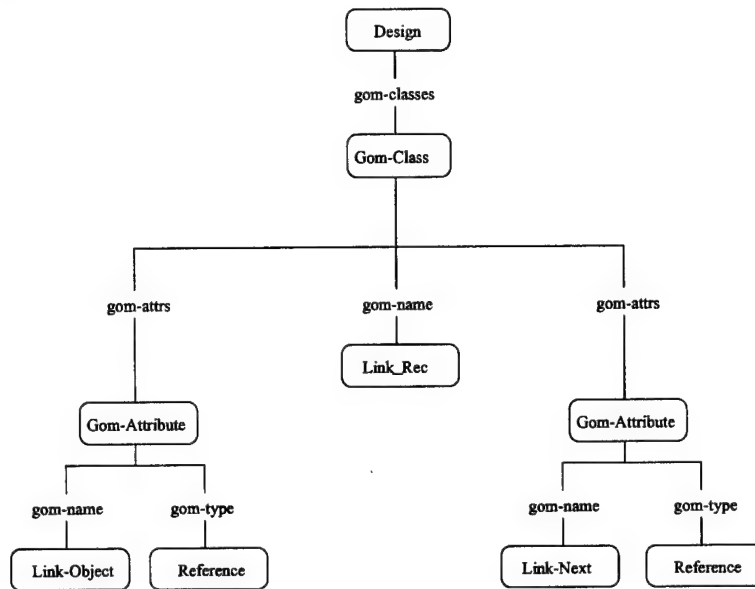 Design
gom-classes
Gom-Class
gom-attrs
gom-name
gom-attrs
Link_Rec
Gom-Attribute
Gom-Attribute
gom-name
gom-type
gom-name
gom-type
Link-Object
Reference
Link-Next
Reference